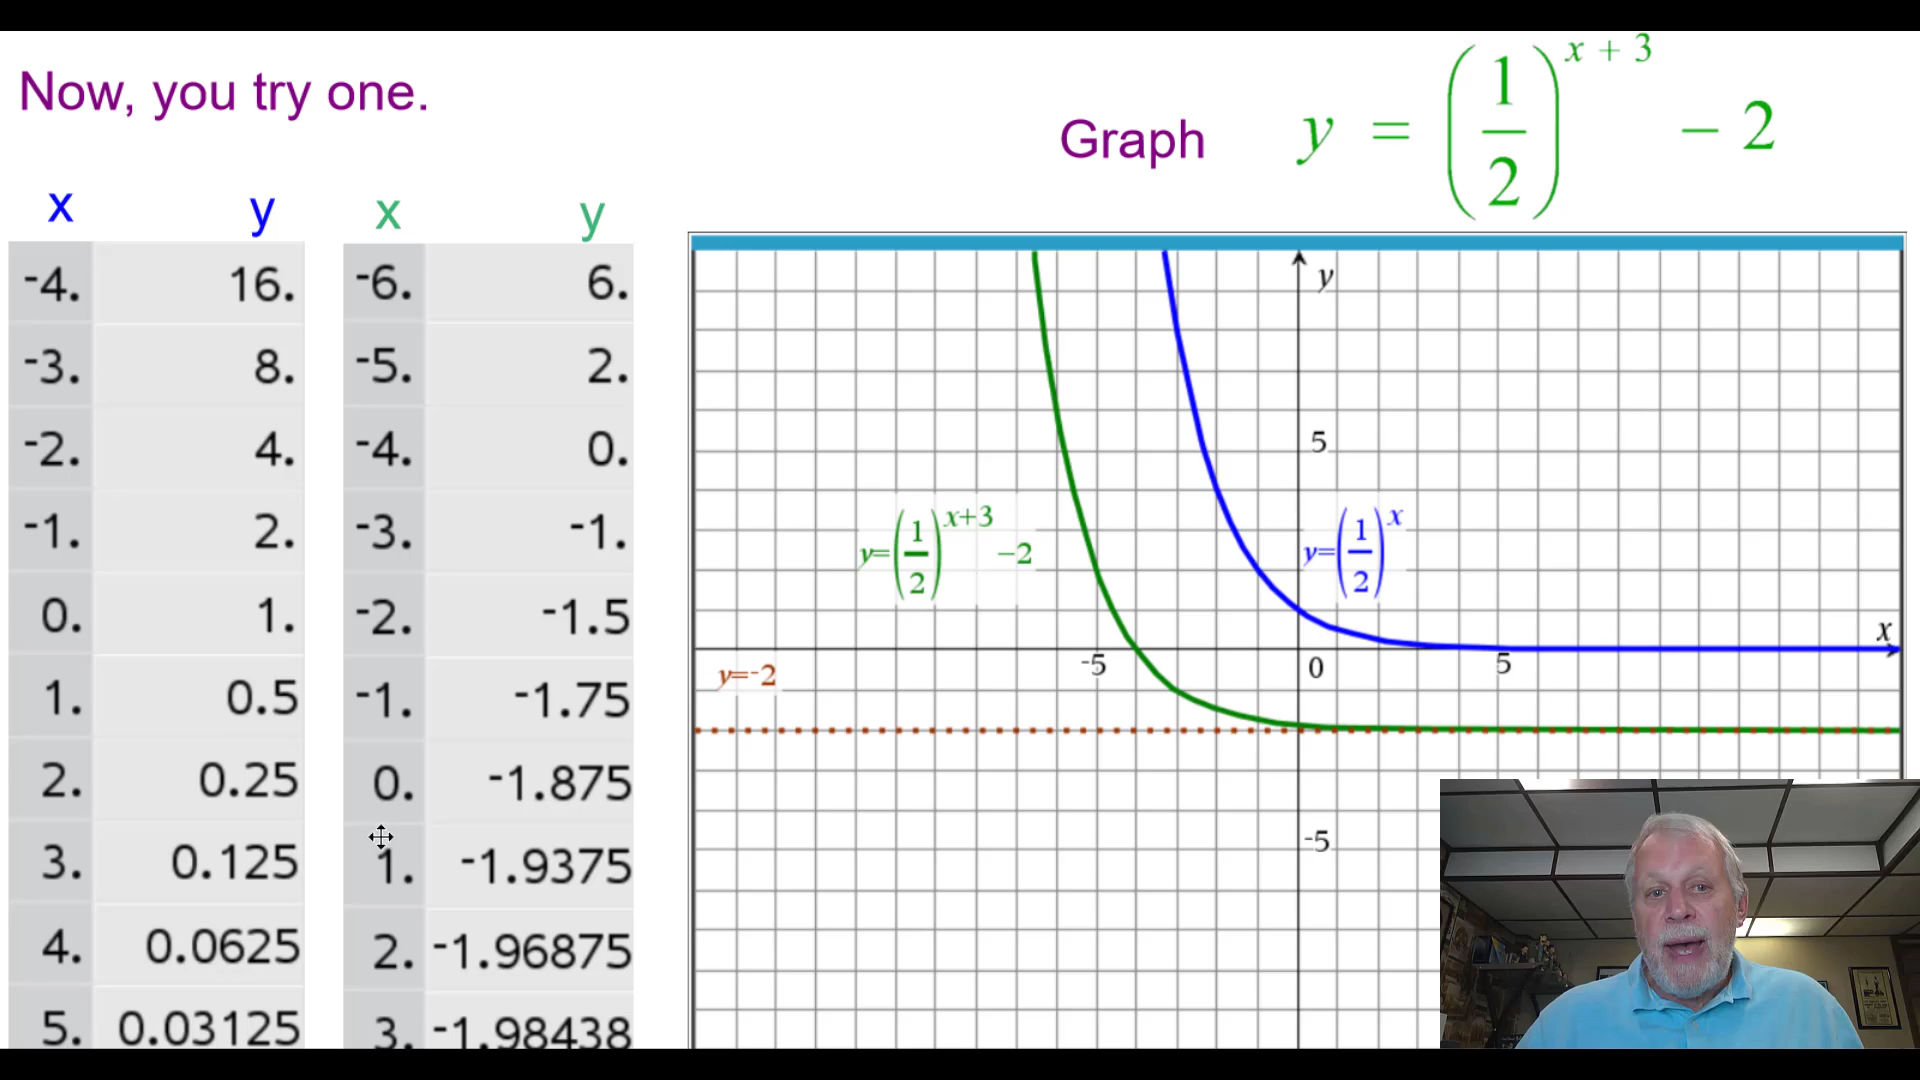 Now, you try one.
Graph y = (1/2)^(x + 3) − 2
x y
-4. 16.
-3. 8.
-2. 4.
-1. 2.
0. 1.
1. 0.5
2. 0.25
3. 0.125
4. 0.0625
5. 0.03125
x y
-6. 6.
-5. 2.
-4. 0.
-3. -1.
-2. -1.5
-1. -1.75
0. -1.875
1. -1.9375
2. -1.96875
3. -1.98438
y
5
y=(1/2)^(x+3) −2
y=(1/2)^x
x
-5 0 5
y=-2
-5